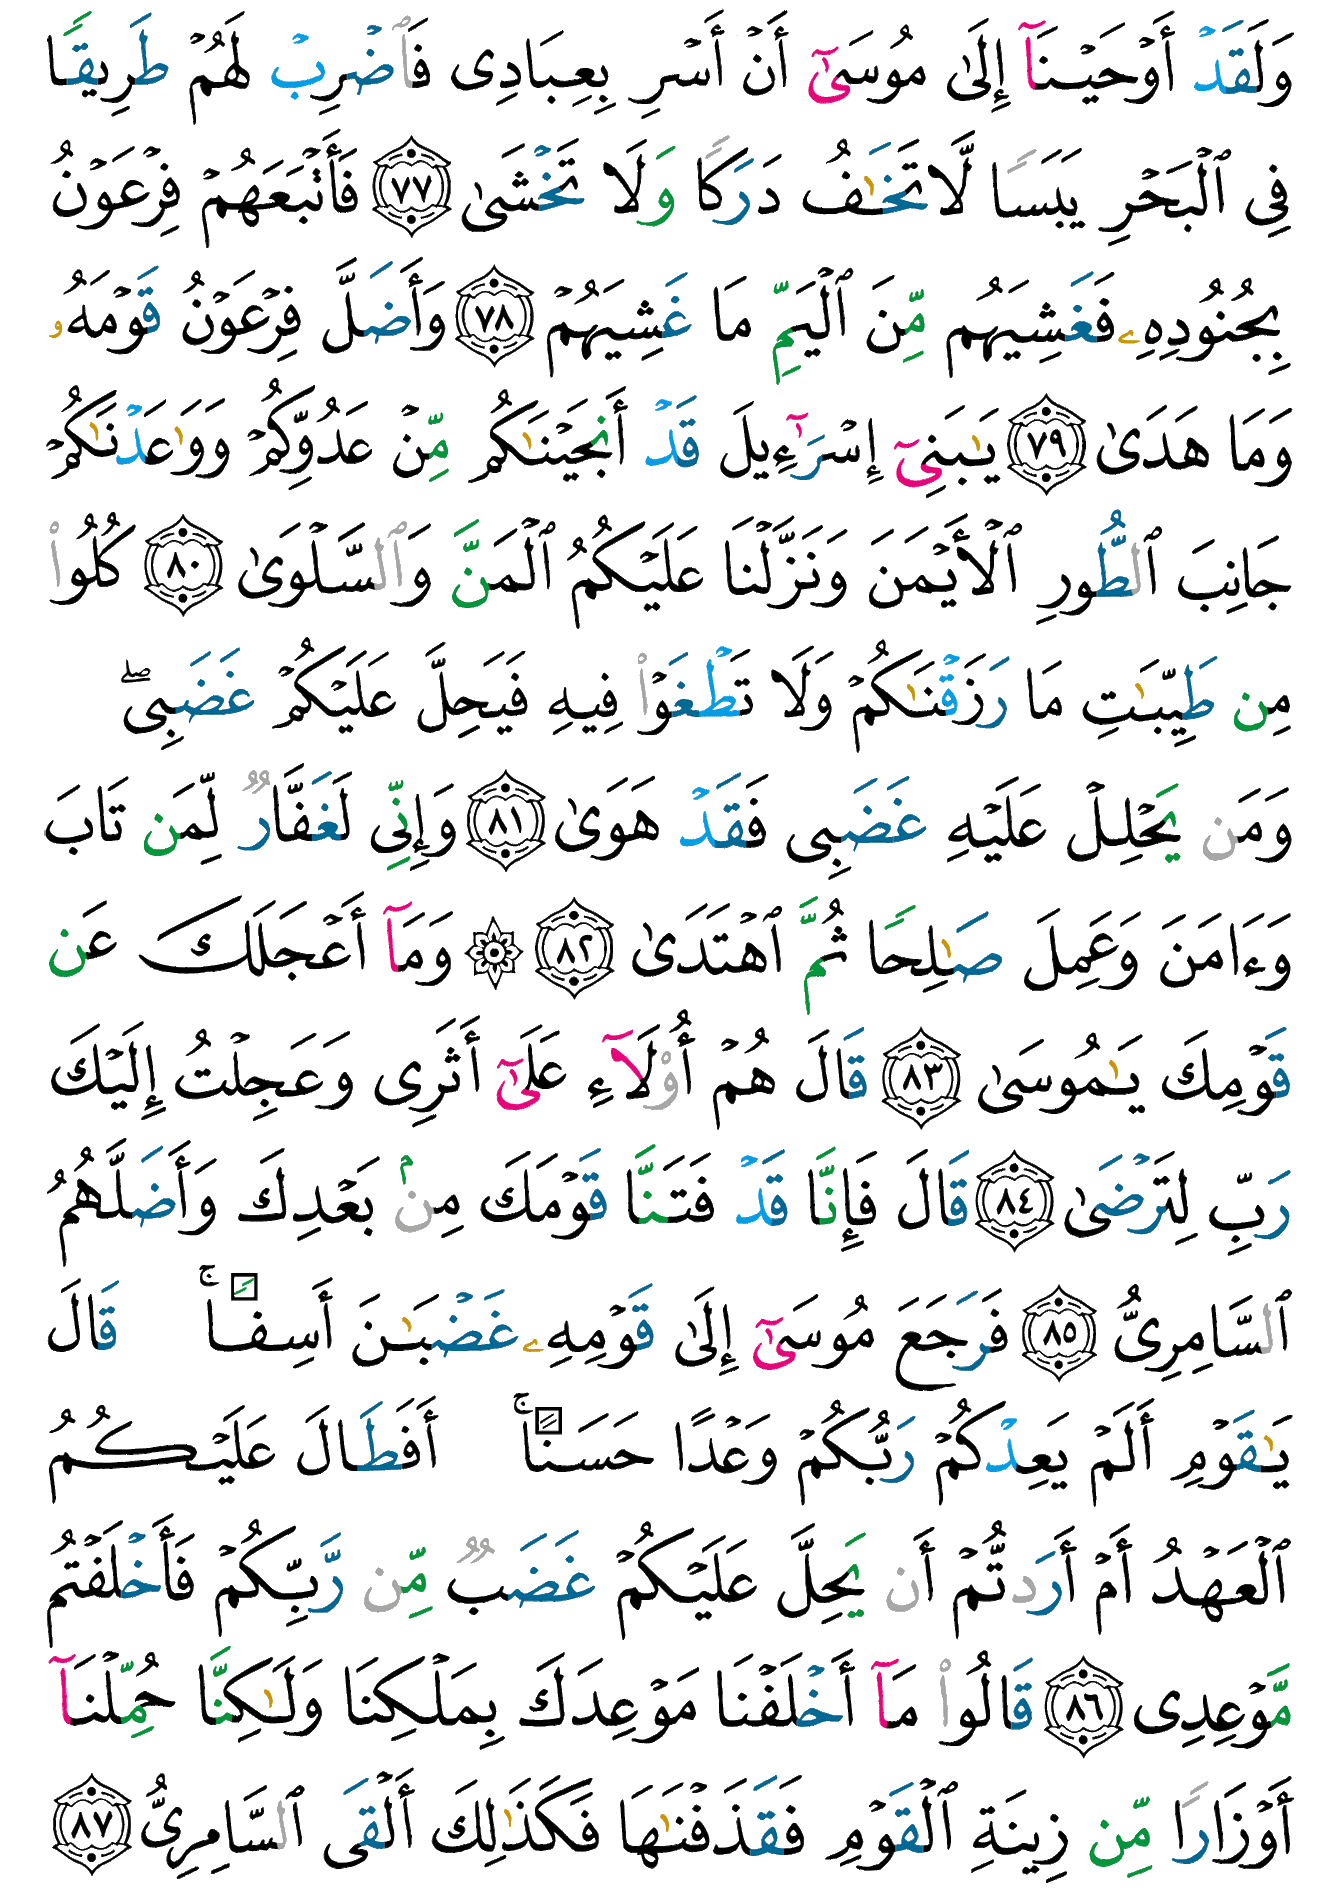 وَلَقَدْ أَوْحَيْنَآ إِلَىٰ مُوسَىٰٓ أَنْ أَسْرِ بِعِبَادِى فَٱضْرِبْ لَهُمْ طَرِيقًا
فِى ٱلْبَحْرِ يَبَسًا لَّا تَخَـٰفُ دَرَكًا وَلَا تَخْشَىٰ ٧٧ فَأَتْبَعَهُمْ فِرْعَوْنُ
بِجُنُودِهِۦ فَغَشِيَهُم مِّنَ ٱلْيَمِّ مَا غَشِيَهُمْ ٧٨ وَأَضَلَّ فِرْعَوْنُ قَوْمَهُۥ
وَمَا هَدَىٰ ٧٩ يَـٰبَنِىٓ إِسْرَٰٓءِيلَ قَدْ أَنجَيْنَـٰكُم مِّنْ عَدُوِّكُمْ وَوَٰعَدْنَـٰكُمْ
جَانِبَ ٱلطُّورِ ٱلْأَيْمَنَ وَنَزَّلْنَا عَلَيْكُمُ ٱلْمَنَّ وَٱلسَّلْوَىٰ ٨٠ كُلُوا۟
مِن طَيِّبَـٰتِ مَا رَزَقْنَـٰكُمْ وَلَا تَطْغَوْا۟ فِيهِ فَيَحِلَّ عَلَيْكُمْ غَضَبِى ۖ
وَمَن يَحْلِلْ عَلَيْهِ غَضَبِى فَقَدْ هَوَىٰ ٨١ وَإِنِّى لَغَفَّارٌ لِّمَن تَابَ
وَءَامَنَ وَعَمِلَ صَـٰلِحًا ثُمَّ ٱهْتَدَىٰ ٨٢ ۞ وَمَآ أَعْجَلَكَ عَن
قَوْمِكَ يَـٰمُوسَىٰ ٨٣ قَالَ هُمْ أُو۟لَآءِ عَلَىٰٓ أَثَرِى وَعَجِلْتُ إِلَيْكَ
رَبِّ لِتَرْضَىٰ ٨٤ قَالَ فَإِنَّا قَدْ فَتَنَّا قَوْمَكَ مِنۢ بَعْدِكَ وَأَضَلَّهُمُ
ٱلسَّامِرِىُّ ٨٥ فَرَجَعَ مُوسَىٰٓ إِلَىٰ قَوْمِهِۦ غَضْبَـٰنَ أَسِفًا ۚ قَالَ
يَـٰقَوْمِ أَلَمْ يَعِدْكُمْ رَبُّكُمْ وَعْدًا حَسَنًا ۚ أَفَطَالَ عَلَيْكُمُ
ٱلْعَهْدُ أَمْ أَرَدتُّمْ أَن يَحِلَّ عَلَيْكُمْ غَضَبٌ مِّن رَّبِّكُمْ فَأَخْلَفْتُم
مَّوْعِدِى ٨٦ قَالُوا۟ مَآ أَخْلَفْنَا مَوْعِدَكَ بِمَلْكِنَا وَلَـٰكِنَّا حُمِّلْنَآ
أَوْزَارًا مِّن زِينَةِ ٱلْقَوْمِ فَقَذَفْنَـٰهَا فَكَذَٰلِكَ أَلْقَى ٱلسَّامِرِىُّ ٨٧